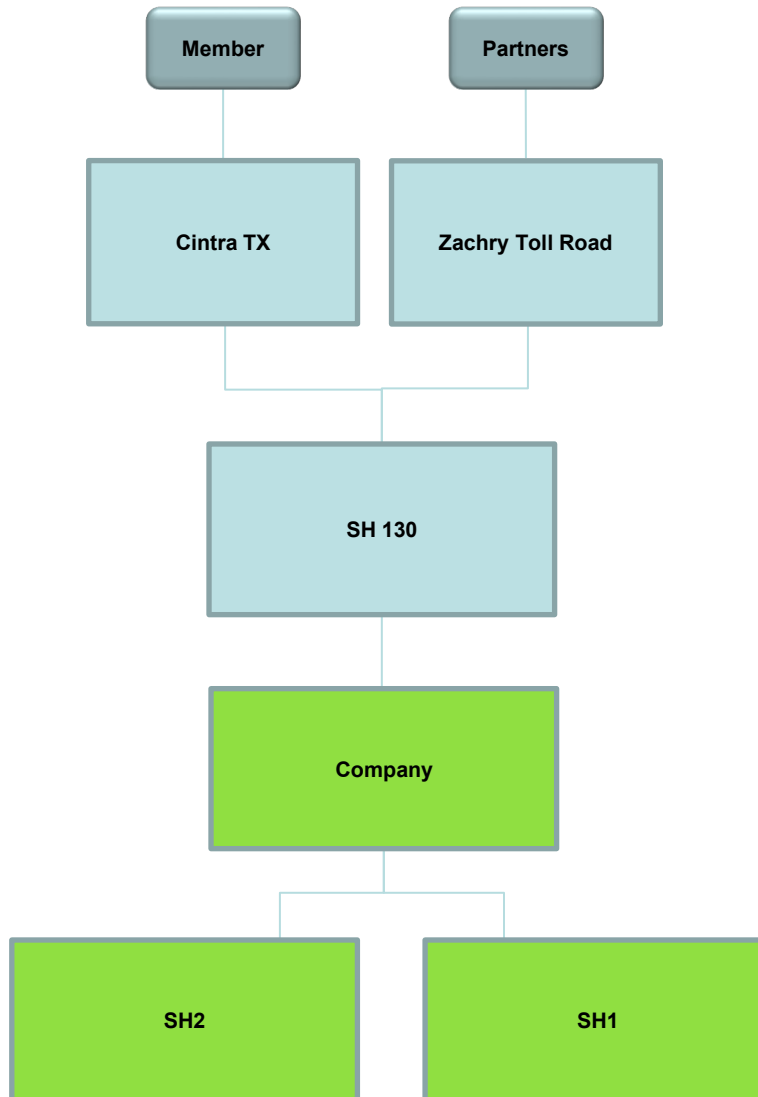 Member
Partners
Cintra TX
Zachry Toll Road
SH 130
Company
SH2
SH1